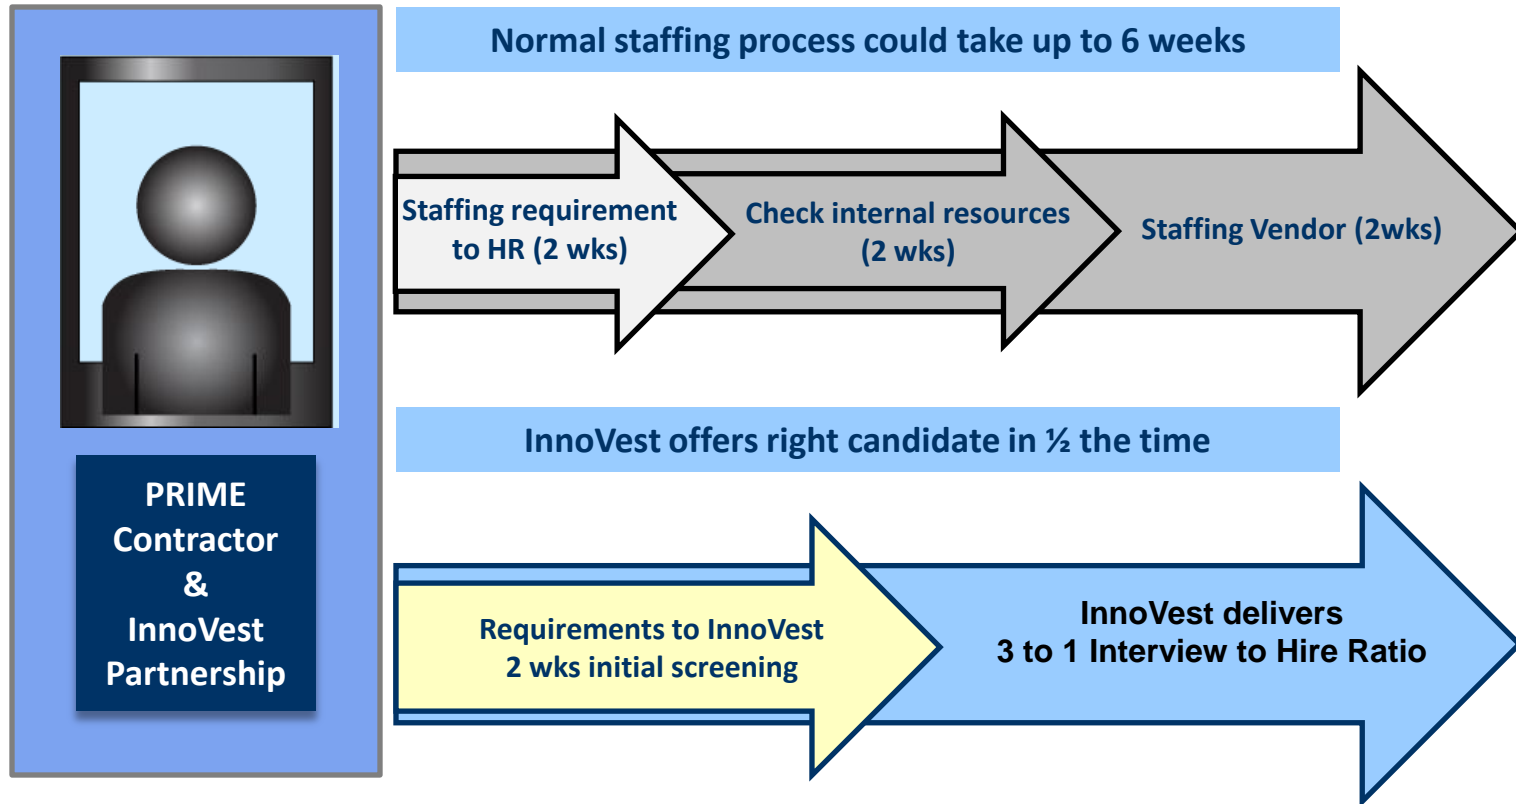 Normal staffing process could take up to 6 weeks
Staffing requirement
to HR (2 wks)
Check internal resources
(2 wks)
Staffing Vendor (2wks)
PRIME
Contractor
&
InnoVest
Partnership
InnoVest offers right candidate in ½ the time
Requirements to InnoVest
2 wks initial screening
InnoVest delivers
3 to 1 Interview to Hire Ratio